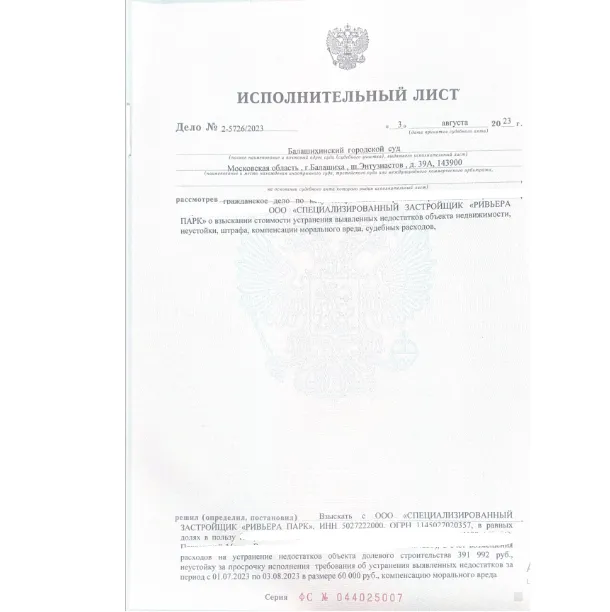 ИСПОЛНИТЕЛЬНЫЙ ЛИСТ
Дело № 2-5726/2023 « 3 » августа 2023 г.
(дата принятия судебного акта)
Балашихинский городской суд
Московская область , г.Балашиха , ш.Энтузиастов , д. 39А, 143900
рассмотрев гражданское дело по
ООО «СПЕЦИАЛИЗИРОВАННЫЙ ЗАСТРОЙЩИК «РИВЬЕРА
ПАРК» о взыскании стоимости устранения выявленных недостатков объекта недвижимости,
неустойки, штрафа, компенсации морального вреда, судебных расходов,
решил (определил, постановил) Взыскать с ООО «СПЕЦИАЛИЗИРОВАННЫЙ
ЗАСТРОЙЩИК «РИВЬЕРА ПАРК», ИНН 5027222000, ОГРН 1145027020357, в равных
долях в пользу
расходов на устранение недостатков объекта долевого строительства 391 992 руб.,
неустойку за просрочку исполнения требования об устранении недостатков за
период с 01.07.2023 по 03.08.2023 в размере 60 000 руб., компенсацию морального вреда
Серия ФС № 044025007